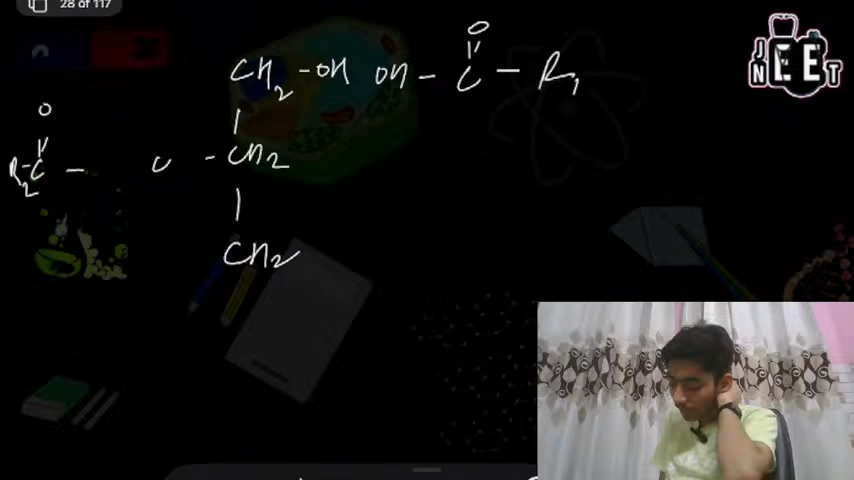 28 of 117
J NEET
O
CH2-OH OH-C-R1
O
R2-C- -CH2
CH2